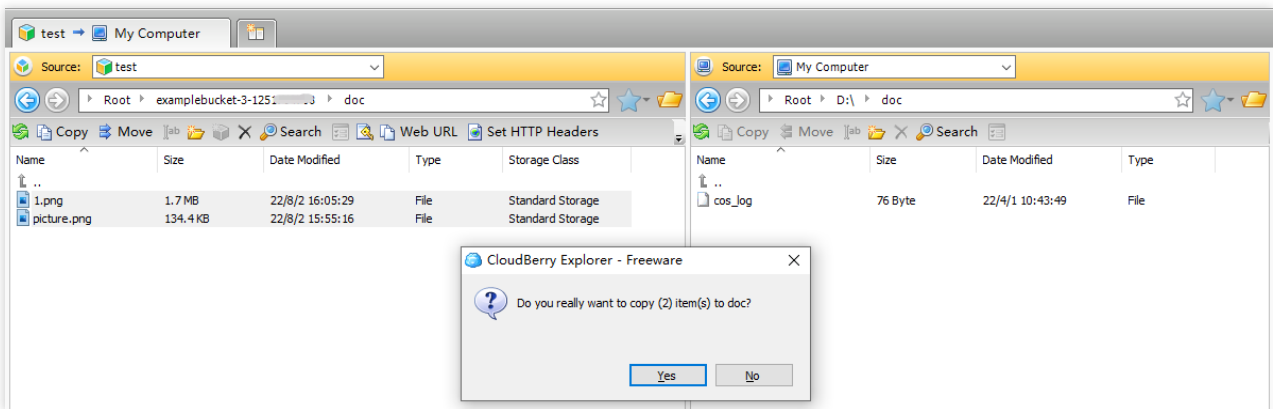 test → My Computer
Source: test
Root examplebucket-3-1251 doc
Copy Move Search Web URL Set HTTP Headers
Name Size Date Modified Type Storage Class
..
1.png 1.7 MB 22/8/2 16:05:29 File Standard Storage
picture.png 134.4 KB 22/8/2 15:55:16 File Standard Storage
Source: My Computer
Root D:\ doc
Copy Move Search
Name Size Date Modified Type
..
cos_log 76 Byte 22/4/1 10:43:49 File
CloudBerry Explorer - Freeware
Do you really want to copy (2) item(s) to doc?
Yes No